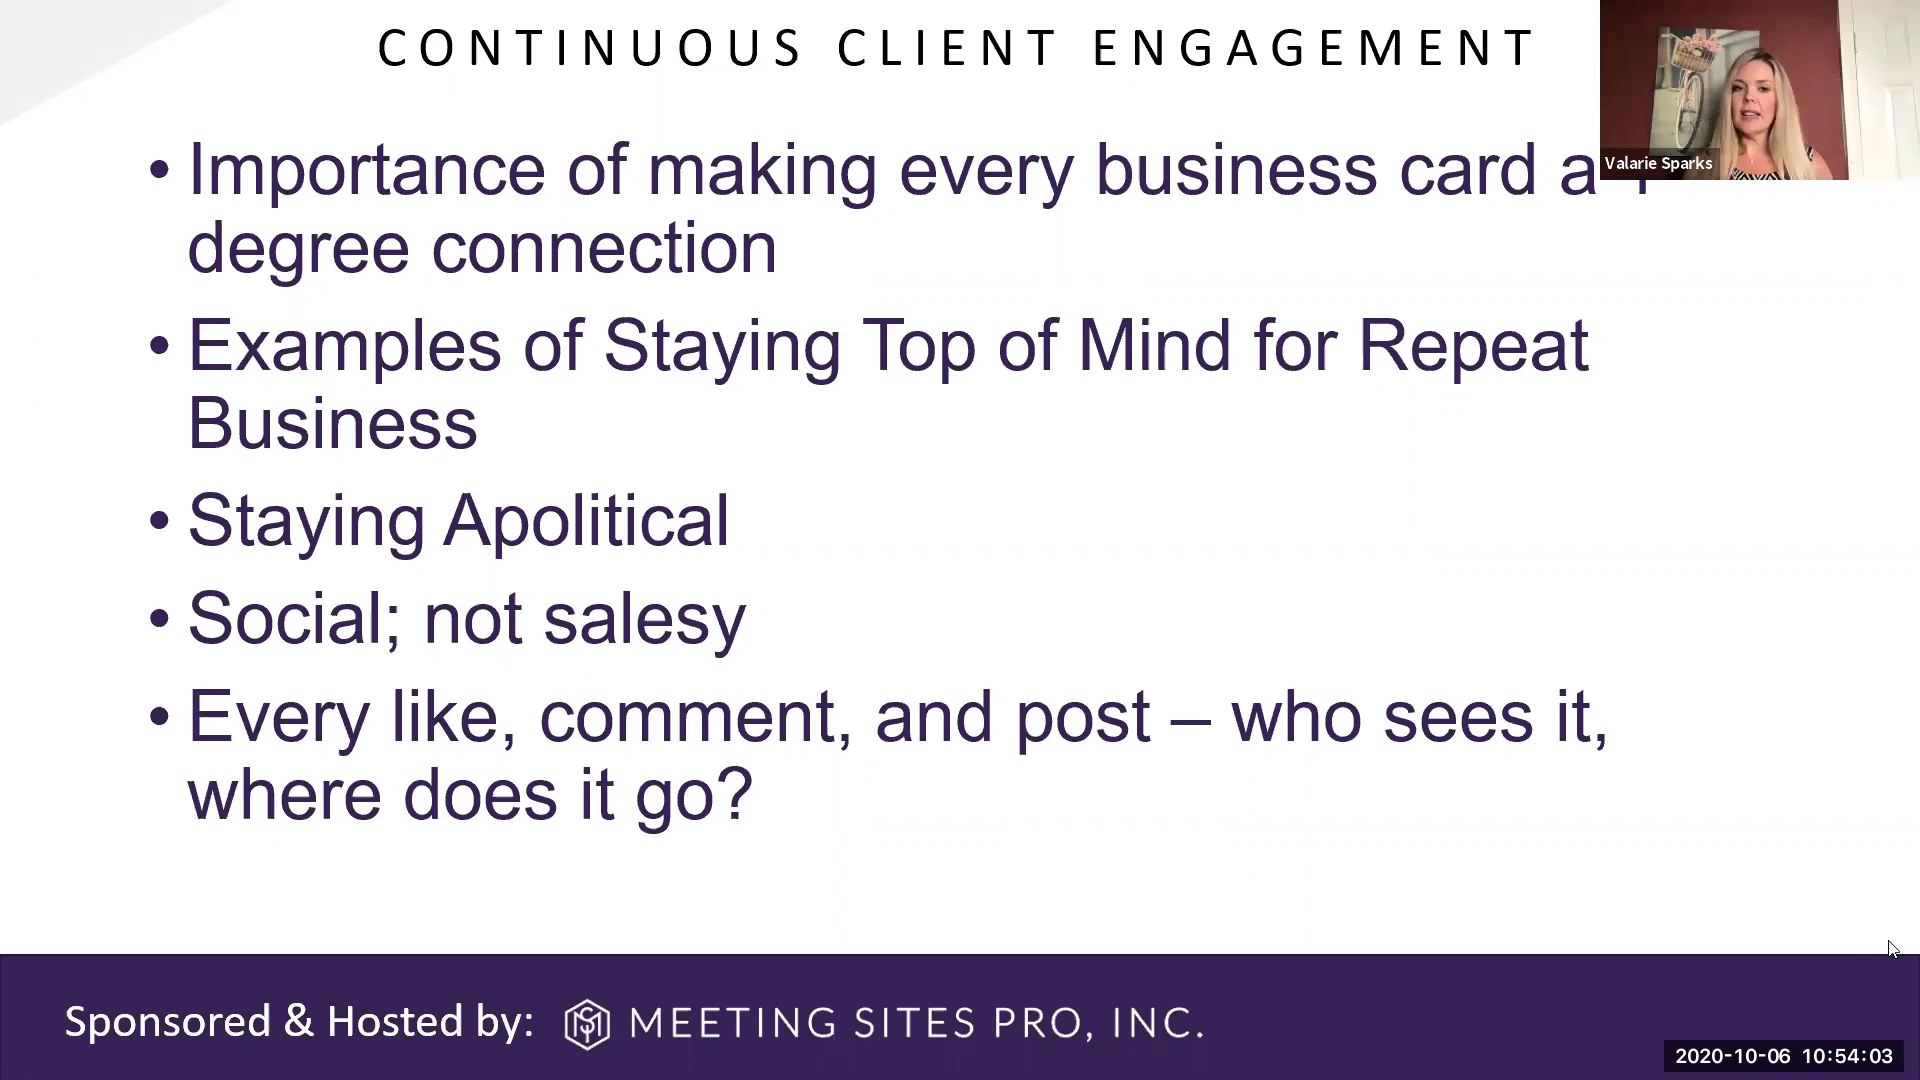 CONTINUOUS CLIENT ENGAGEMENT
• Importance of making every business card a
degree connection
• Examples of Staying Top of Mind for Repeat
Business
• Staying Apolitical
• Social; not salesy
• Every like, comment, and post – who sees it,
where does it go?
Valarie Sparks
Sponsored & Hosted by: MEETING SITES PRO, INC.
2020-10-06 10:54:03